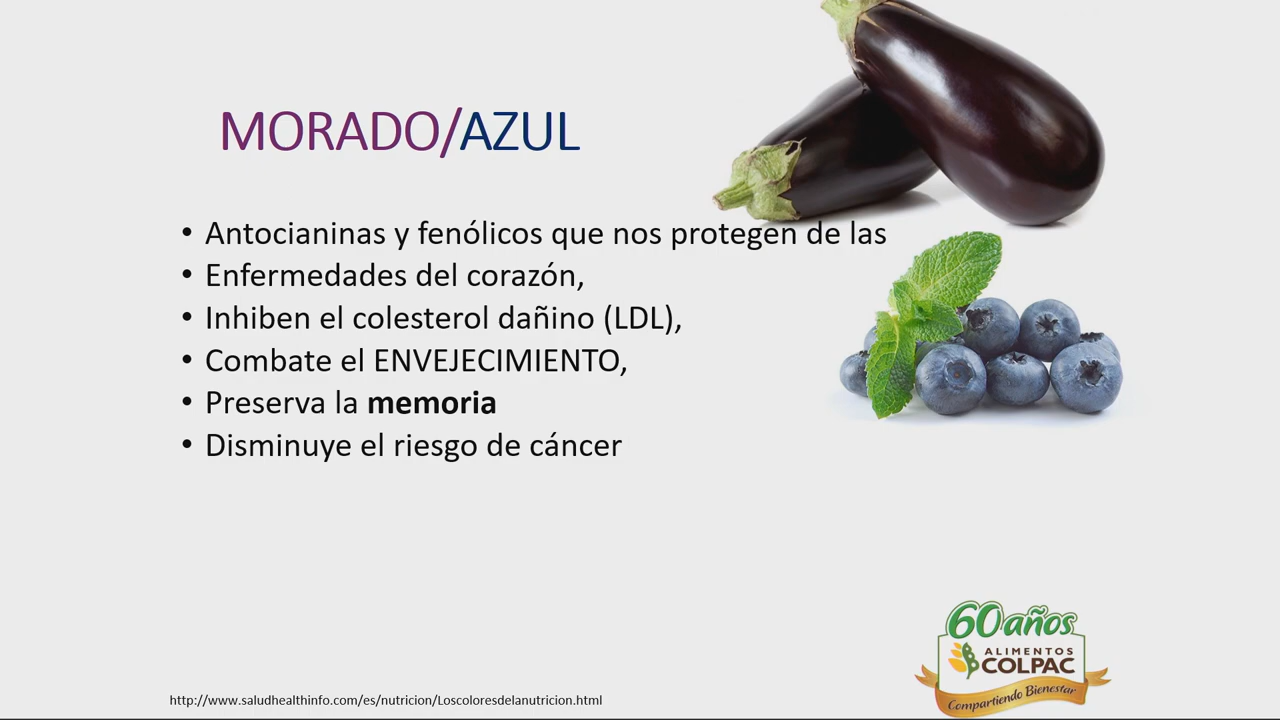 MORADO/AZUL
• Antocianinas y fenólicos que nos protegen de las
• Enfermedades del corazón,
• Inhiben el colesterol dañino (LDL),
• Combate el ENVEJECIMIENTO,
• Preserva la memoria
• Disminuye el riesgo de cáncer
60 años
ALIMENTOS
COLPAC
Compartiendo Bienestar
http://www.saludhealthinfo.com/es/nutricion/Loscoloresdelanutricion.html